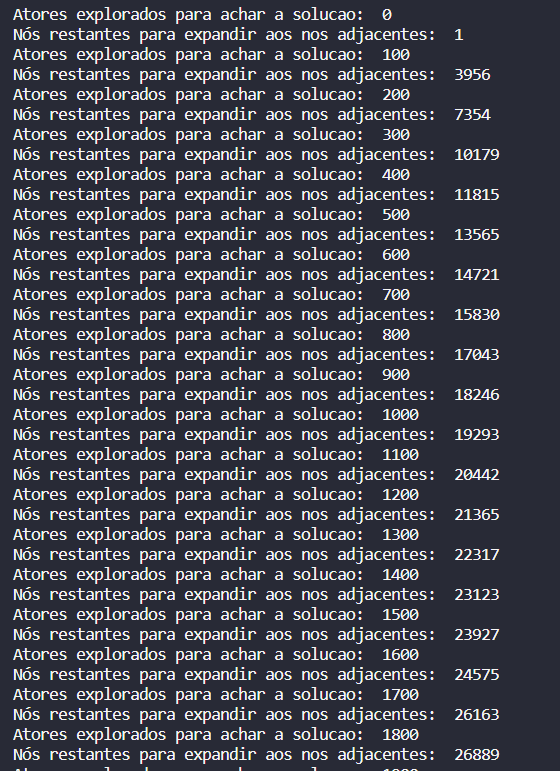 Atores explorados para achar a solucao:  0
Nós restantes para expandir aos nos adjacentes:  1
Atores explorados para achar a solucao:  100
Nós restantes para expandir aos nos adjacentes:  3956
Atores explorados para achar a solucao:  200
Nós restantes para expandir aos nos adjacentes:  7354
Atores explorados para achar a solucao:  300
Nós restantes para expandir aos nos adjacentes:  10179
Atores explorados para achar a solucao:  400
Nós restantes para expandir aos nos adjacentes:  11815
Atores explorados para achar a solucao:  500
Nós restantes para expandir aos nos adjacentes:  13565
Atores explorados para achar a solucao:  600
Nós restantes para expandir aos nos adjacentes:  14721
Atores explorados para achar a solucao:  700
Nós restantes para expandir aos nos adjacentes:  15830
Atores explorados para achar a solucao:  800
Nós restantes para expandir aos nos adjacentes:  17043
Atores explorados para achar a solucao:  900
Nós restantes para expandir aos nos adjacentes:  18246
Atores explorados para achar a solucao:  1000
Nós restantes para expandir aos nos adjacentes:  19293
Atores explorados para achar a solucao:  1100
Nós restantes para expandir aos nos adjacentes:  20442
Atores explorados para achar a solucao:  1200
Nós restantes para expandir aos nos adjacentes:  21365
Atores explorados para achar a solucao:  1300
Nós restantes para expandir aos nos adjacentes:  22317
Atores explorados para achar a solucao:  1400
Nós restantes para expandir aos nos adjacentes:  23123
Atores explorados para achar a solucao:  1500
Nós restantes para expandir aos nos adjacentes:  23927
Atores explorados para achar a solucao:  1600
Nós restantes para expandir aos nos adjacentes:  24575
Atores explorados para achar a solucao:  1700
Nós restantes para expandir aos nos adjacentes:  26163
Atores explorados para achar a solucao:  1800
Nós restantes para expandir aos nos adjacentes:  26889